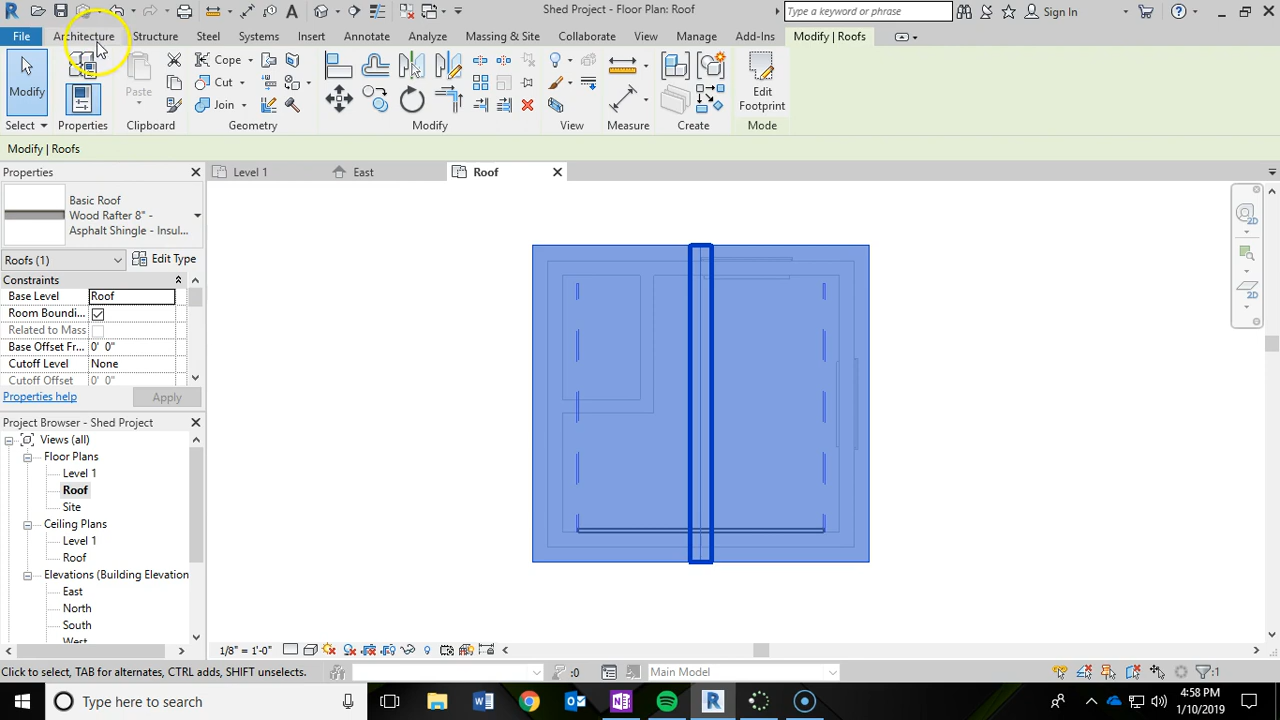 Shed Project - Floor Plan: Roof
Type a keyword or phrase
Sign In
File
Architecture
Structure
Steel
Systems
Insert
Annotate
Analyze
Massing & Site
Collaborate
View
Manage
Add-Ins
Modify | Roofs
Modify
Paste
Cope
Cut
Join
Edit
Footprint
Select
Properties
Clipboard
Geometry
Modify
View
Measure
Create
Mode
Modify | Roofs
Properties
Level 1
East
Roof
Basic Roof
Wood Rafter 8" -
Asphalt Shingle - Insul...
Roofs (1)
Edit Type
Constraints
Base Level
Roof
Room Boundi...
Related to Mass
Base Offset Fr...
0' 0"
Cutoff Level
None
Cutoff Offset
0' 0"
Properties help
Apply
Project Browser - Shed Project
Views (all)
Floor Plans
Level 1
Roof
Site
Ceiling Plans
Level 1
Roof
Elevations (Building Elevation
East
North
South
West
2D
2D
1/8" = 1'-0"
Click to select, TAB for alternates, CTRL adds, SHIFT unselects.
:0
Main Model
:1
Type here to search
4:58 PM
1/10/2019